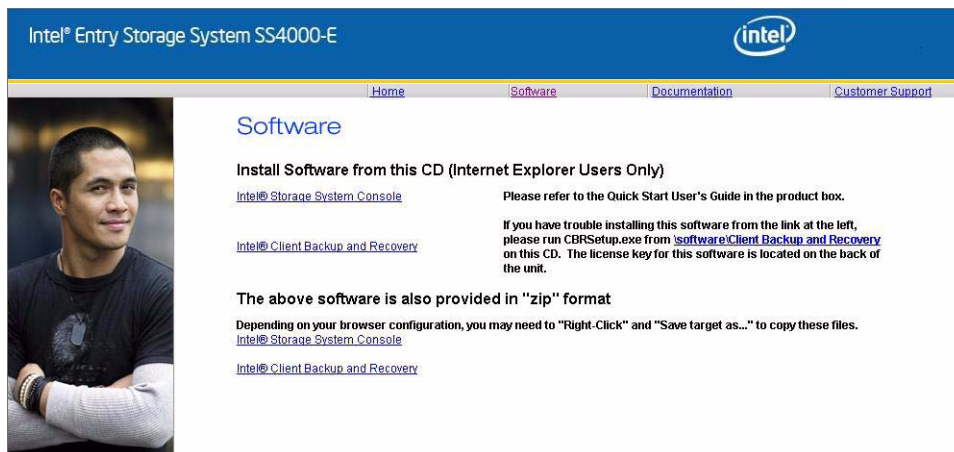 Intel® Entry Storage System SS4000-E
intel
Home Software Documentation Customer Support
Software
Install Software from this CD (Internet Explorer Users Only)
Intel® Storage System Console
Please refer to the Quick Start User's Guide in the product box.
Intel® Client Backup and Recovery
If you have trouble installing this software from the link at the left,
please run CBRSetup.exe from \software\Client Backup and Recovery
on this CD. The license key for this software is located on the back of
the unit.
The above software is also provided in "zip" format
Depending on your browser configuration, you may need to "Right-Click" and "Save target as..." to copy these files.
Intel® Storage System Console
Intel® Client Backup and Recovery